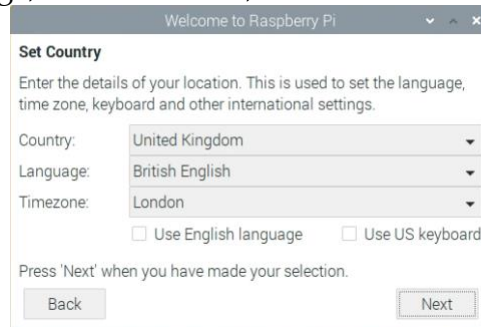 Welcome to Raspberry Pi
Set Country
Enter the details of your location. This is used to set the language,
time zone, keyboard and other international settings.
Country: United Kingdom
Language: British English
Timezone: London
Use English language Use US keyboard
Press 'Next' when you have made your selection.
Back Next